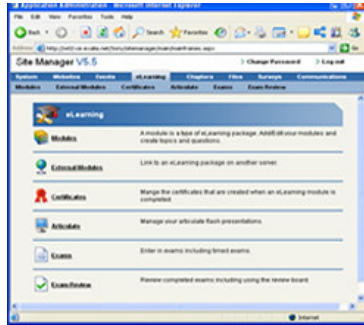 Application Administration - Microsoft Internet Explorer
File Edit View Favorites Tools Help
Back Search Favorites
Address
Site Manager V5.5 Change Password Log out
System Websites Events eLearning Chapters Files Surveys Communications
Modules External Modules Certificates Articulate Exams Exam Review
eLearning
Modules A module is a type of eLearning package. Add/Edit your modules and
create topics and questions.
External Modules Link to an eLearning package on another server.
Certificates Mange the certificates that are created when an eLearning module is
completed.
Articulate Manage your articulate flash presentations.
Exams Enter in exams including timed exams.
Exam Review Review completed exams including using the review board.
Internet